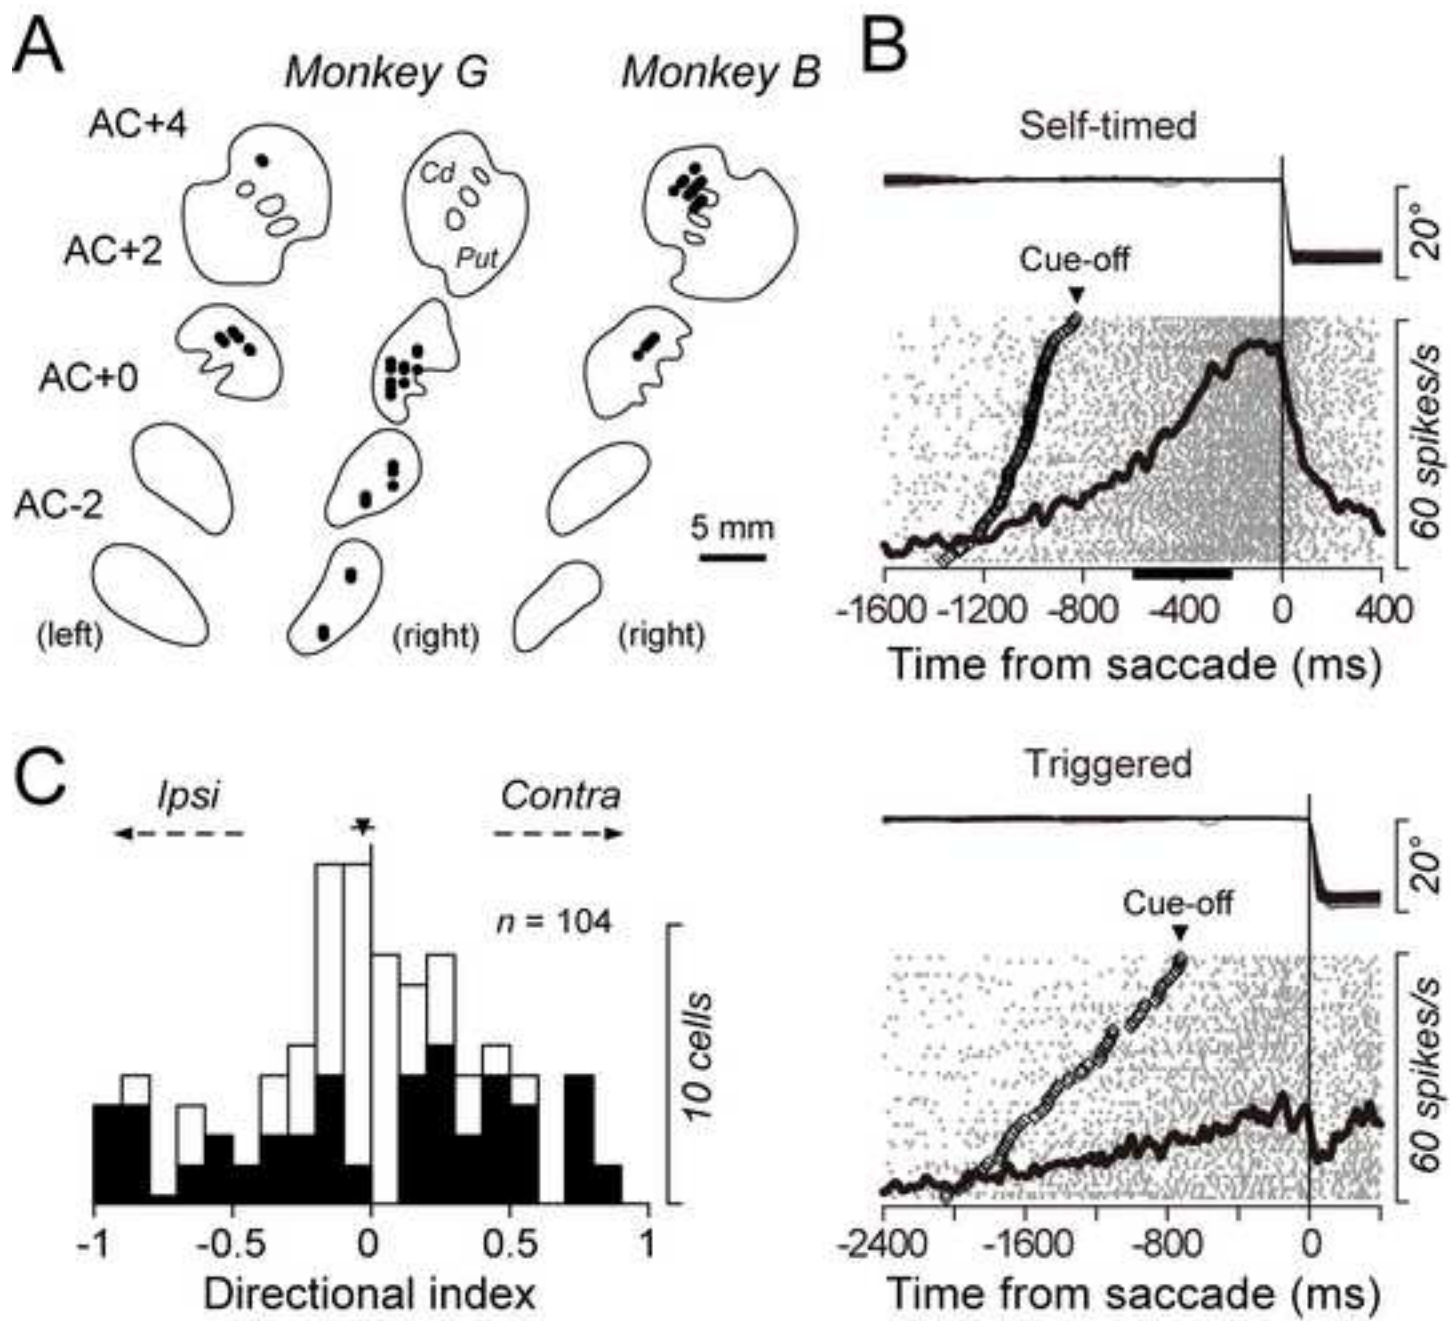 A
Monkey G
Monkey B
AC+4
Cd
AC+2
Put
AC+0
AC-2
5 mm
(left)
(right)
(right)
B
Self-timed
20°
Cue-off
60 spikes/s
-1600 -1200 -800 -400 0 400
Time from saccade (ms)
C
Ipsi
Contra
n = 104
10 cells
-1 -0.5 0 0.5 1
Directional index
Triggered
20°
Cue-off
60 spikes/s
-2400 -1600 -800 0
Time from saccade (ms)